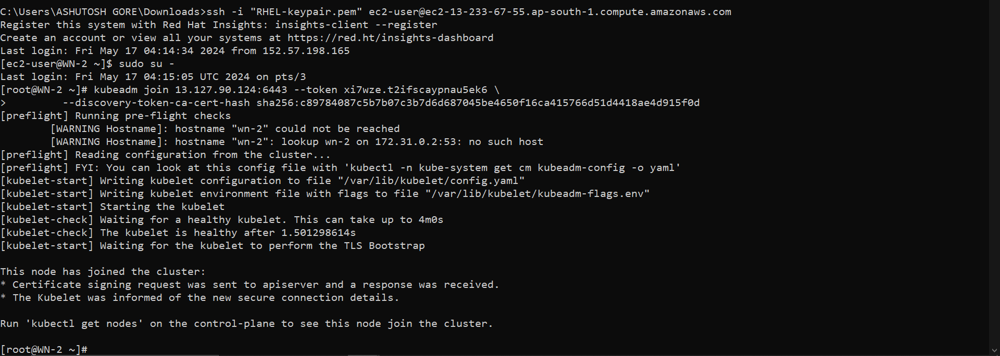 C:\Users\ASHUTOSH GORE\Downloads>ssh -i "RHEL-keypair.pem" ec2-user@ec2-13-233-67-55.ap-south-1.compute.amazonaws.com
Register this system with Red Hat Insights: insights-client --register
Create an account or view all your systems at https://red.ht/insights-dashboard
Last login: Fri May 17 04:14:34 2024 from 152.57.198.165
[ec2-user@WN-2 ~]$ sudo su -
Last login: Fri May 17 04:15:05 UTC 2024 on pts/3
[root@WN-2 ~]# kubeadm join 13.127.90.124:6443 --token xi7wze.t2ifscaypnau5ek6 \
>         --discovery-token-ca-cert-hash sha256:c89784087c5b7b07c3b7d6d687045be4650f16ca415766d51d4418ae4d915f0d
[preflight] Running pre-flight checks
        [WARNING Hostname]: hostname "wn-2" could not be reached
        [WARNING Hostname]: hostname "wn-2": lookup wn-2 on 172.31.0.2:53: no such host
[preflight] Reading configuration from the cluster...
[preflight] FYI: You can look at this config file with 'kubectl -n kube-system get cm kubeadm-config -o yaml'
[kubelet-start] Writing kubelet configuration to file "/var/lib/kubelet/config.yaml"
[kubelet-start] Writing kubelet environment file with flags to file "/var/lib/kubelet/kubeadm-flags.env"
[kubelet-start] Starting the kubelet
[kubelet-check] Waiting for a healthy kubelet. This can take up to 4m0s
[kubelet-check] The kubelet is healthy after 1.501298614s
[kubelet-start] Waiting for the kubelet to perform the TLS Bootstrap

This node has joined the cluster:
* Certificate signing request was sent to apiserver and a response was received.
* The Kubelet was informed of the new secure connection details.

Run 'kubectl get nodes' on the control-plane to see this node join the cluster.

[root@WN-2 ~]#